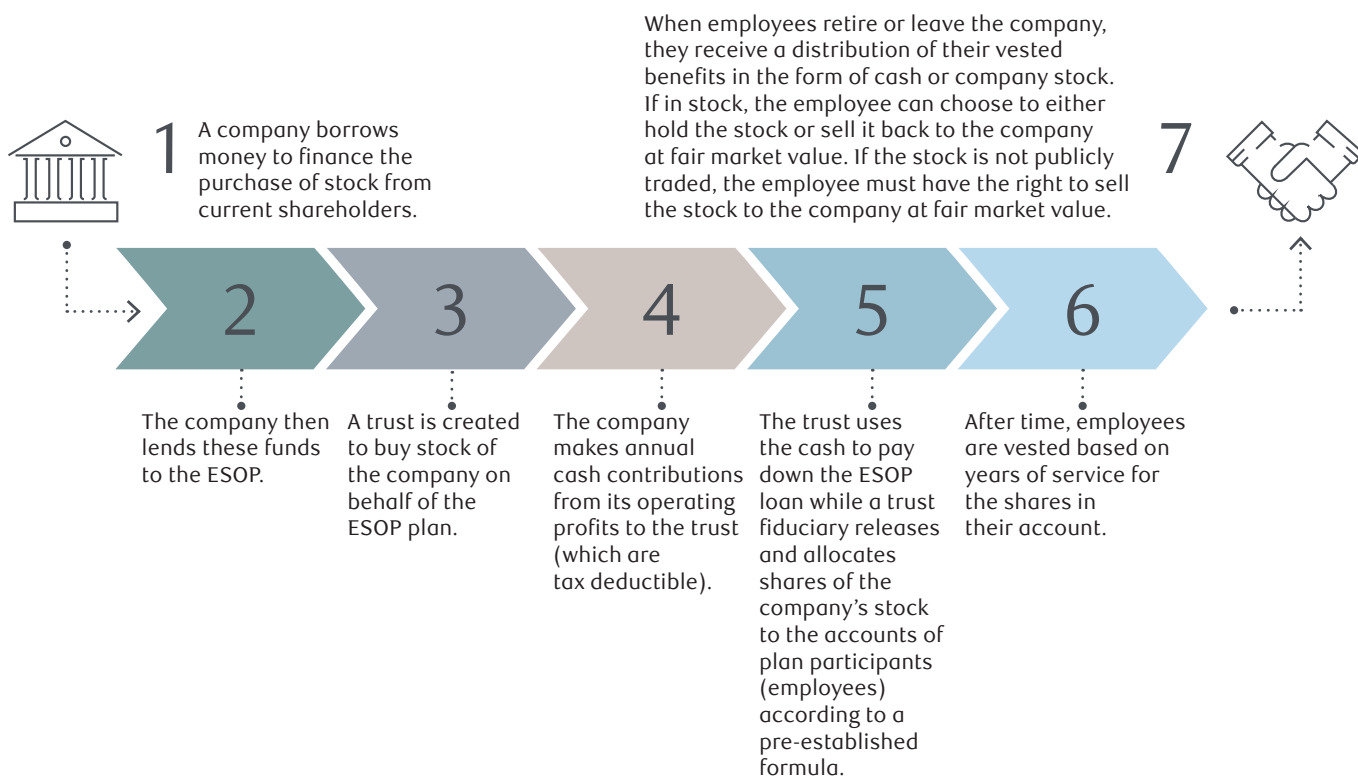 1
A company borrows
money to finance the
purchase of stock from
current shareholders.
2
The company then
lends these funds
to the ESOP.
3
A trust is created
to buy stock of
the company on
behalf of the
ESOP plan.
4
The company
makes annual
cash contributions
from its operating
profits to the trust
(which are
tax deductible).
5
The trust uses
the cash to pay
down the ESOP
loan while a trust
fiduciary releases
and allocates
shares of the
company’s stock
to the accounts of
plan participants
(employees)
according to a
pre-established
formula.
6
After time, employees
are vested based on
years of service for
the shares in
their account.
7
When employees retire or leave the company,
they receive a distribution of their vested
benefits in the form of cash or company stock.
If in stock, the employee can choose to either
hold the stock or sell it back to the company
at fair market value. If the stock is not publicly
traded, the employee must have the right to sell
the stock to the company at fair market value.